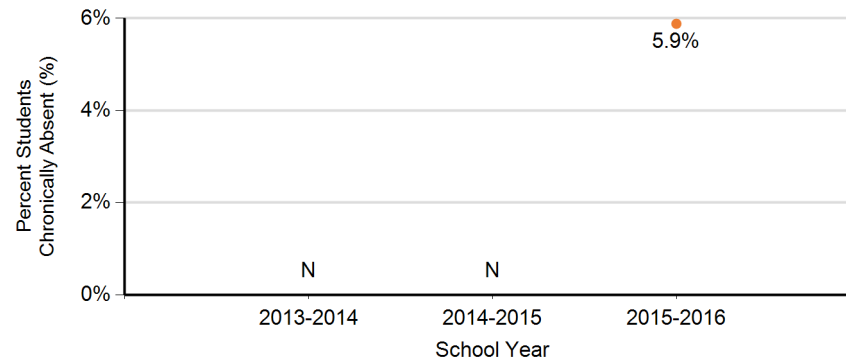 6%
5.9%
4%
2%
0%
N
N
2013-2014
2014-2015
2015-2016
School Year
Percent Students
Chronically Absent (%)